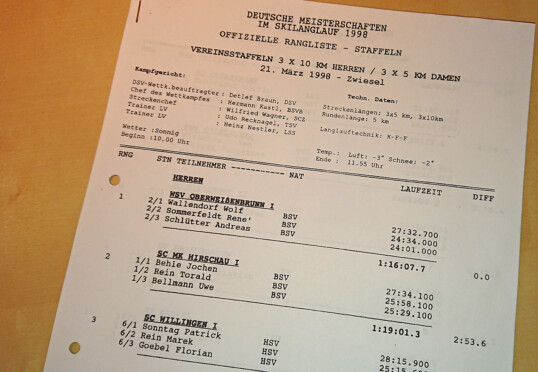 DEUTSCHE MEISTERSCHAFTEN
IM SKILANGLAUF 1998
OFFIZIELLE RANGLISTE - STAFFELN
VEREINSSTAFFELN 3 X 10 KM HERREN / 3 X 5 KM DAMEN
21. März 1998 - Zwiesel
Kampfgericht: Techn. Daten:
DSV-Wettk.beauftragter: Detlef Braun, DSV Streckenlängen: 3x5 km, 3x10km
Chef des Wettkampfes : Hermann Kastl, BSVB Rundenlänge: 5 km
Streckenchef : Wilfried Wagner, SCZ
Trainer LV : Udo Recknagel, TSV Langlauftechnik: K-F-F
Trainer LV : Heinz Nestler, LSS
Wetter :Sonnig Temp.: Luft: -3° Schnee: -2°
Beginn :10.00 Uhr Ende : 11.55 Uhr
RNG STN TEILNEHMER ------------ NAT LAUFZEIT DIFF
HERREN
1 WSV OBERWEIßENBRUNN I 1:16:07.7 0.0
2/1 Wallendorf Wolf BSV 27:32.700
2/2 Sommerfeldt Rene' BSV 24:34.000
2/3 Schlütter Andreas BSV 24:01.000
2 SC MK HIRSCHAU I 1:19:01.3 2:53.6
1/1 Behle Jochen BSV 27:34.100
1/2 Rein Torald BSV 25:58.100
1/3 Bellmann Uwe BSV 25:29.100
3 SC WILLINGEN I
6/1 Sonntag Patrick HSV 28:15.900
6/2 Rein Marek HSV
6/3 Goebel Florian HSV